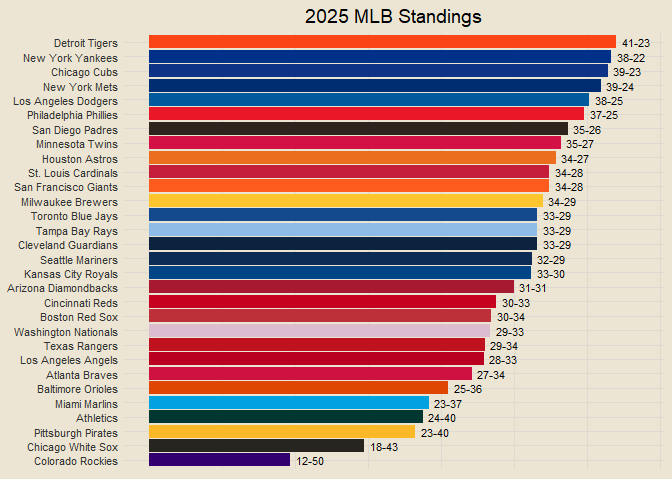 2025 MLB Standings
Detroit Tigers 41-23
New York Yankees 38-22
Chicago Cubs 39-23
New York Mets 39-24
Los Angeles Dodgers 38-25
Philadelphia Phillies 37-25
San Diego Padres 35-26
Minnesota Twins 35-27
Houston Astros 34-27
St. Louis Cardinals 34-28
San Francisco Giants 34-28
Milwaukee Brewers 34-29
Toronto Blue Jays 33-29
Tampa Bay Rays 33-29
Cleveland Guardians 33-29
Seattle Mariners 32-29
Kansas City Royals 33-30
Arizona Diamondbacks 31-31
Cincinnati Reds 30-33
Boston Red Sox 30-34
Washington Nationals 29-33
Texas Rangers 29-34
Los Angeles Angels 28-33
Atlanta Braves 27-34
Baltimore Orioles 25-36
Miami Marlins 23-37
Athletics 24-40
Pittsburgh Pirates 23-40
Chicago White Sox 18-43
Colorado Rockies 12-50